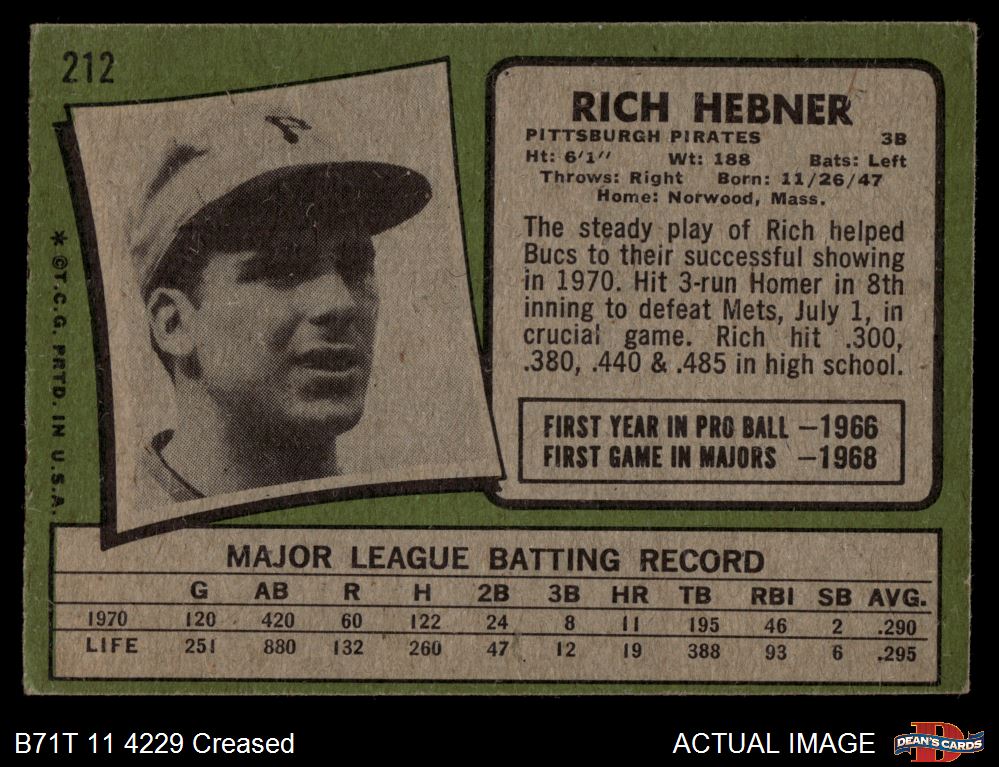 212
RICH HEBNER
PITTSBURGH PIRATES 3B
Ht: 6'1" Wt: 188 Bats: Left
Throws: Right Born: 11/26/47
Home: Norwood, Mass.
The steady play of Rich helped
Bucs to their successful showing
in 1970. Hit 3-run Homer in 8th
inning to defeat Mets, July 1, in
crucial game. Rich hit .300,
.380, .440 & .485 in high school.
FIRST YEAR IN PRO BALL —1966
FIRST GAME IN MAJORS —1968
* ©T.C.G. PRTD. IN U.S.A.
MAJOR LEAGUE BATTING RECORD
G AB R H 2B 3B HR TB RBI SB AVG.
1970 120 420 60 122 24 8 11 195 46 2 .290
LIFE 251 880 132 260 47 12 19 388 93 6 .295
B71T 11 4229 Creased
ACTUAL IMAGE
DEAN'S CARDS